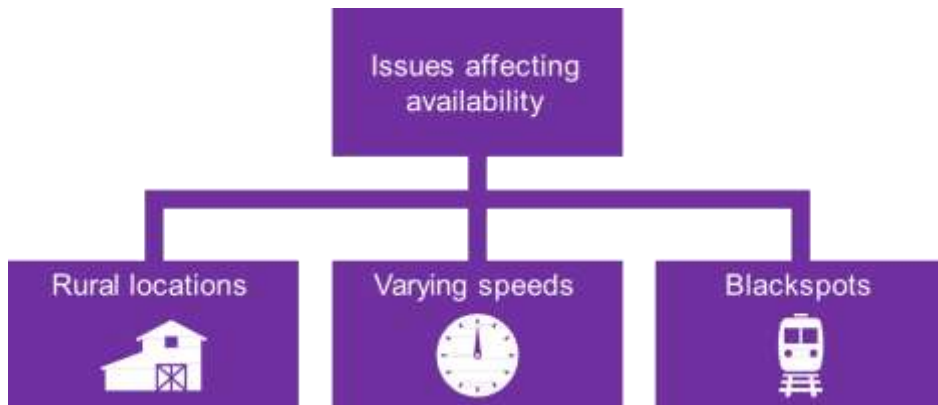 Issues affecting
availability
Rural locations
Varying speeds
Blackspots